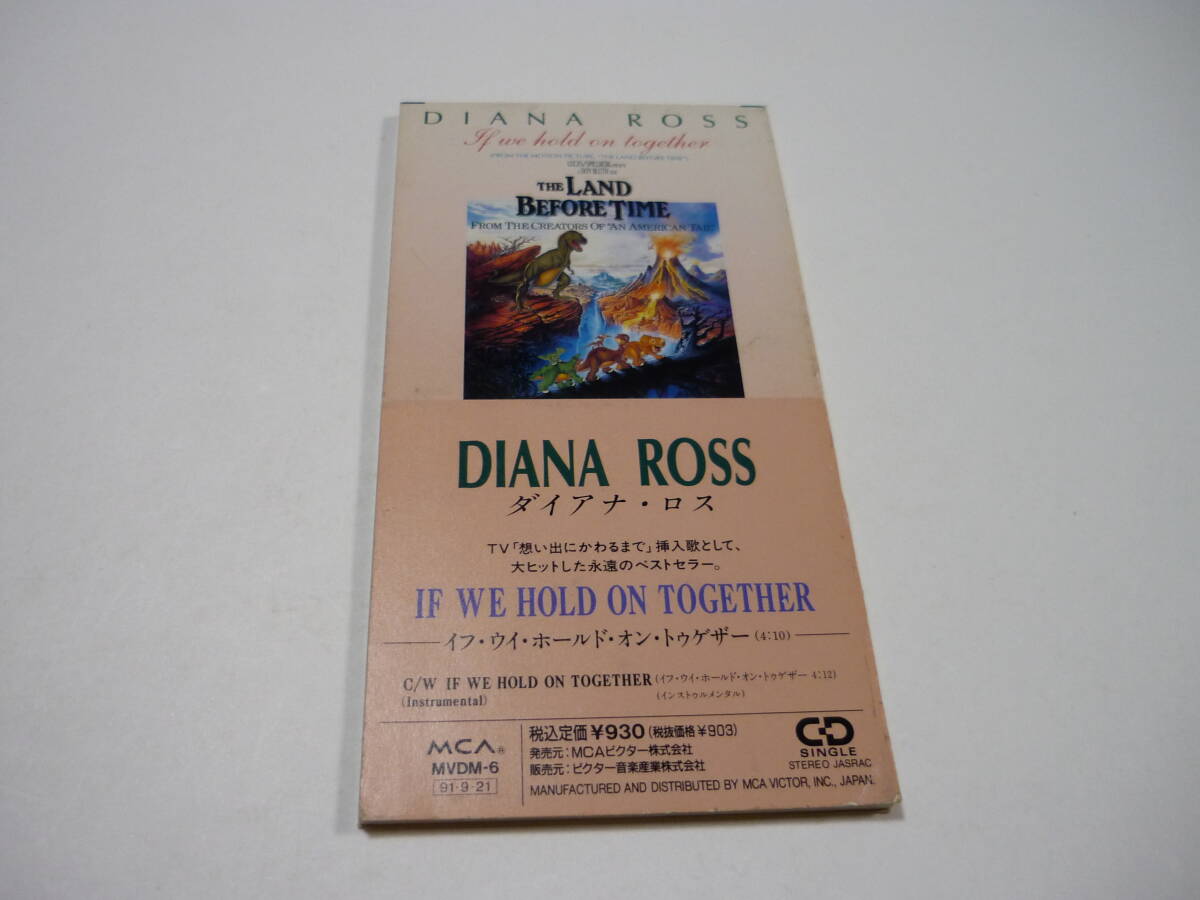 DIANA ROSS
If we hold on together
(FROM THE MOTION PICTURE, "THE LAND BEFORE TIME")
THE LAND
BEFORE TIME
FROM THE CREATORS OF "AN AMERICAN TAIL"
DIANA ROSS
ダイアナ・ロス
TV「想い出にかわるまで」挿入歌として、
大ヒットした永遠のベストセラー。
IF WE HOLD ON TOGETHER
イフ・ウイ・ホールド・オン・トゥゲザー (4:10)
C/W IF WE HOLD ON TOGETHER (イフ・ウイ・ホールド・オン・トゥゲザー 4:12)
(Instrumental) (インストゥルメンタル)
MCA®
MVDM-6
91・9・21
税込定価¥930(税抜価格¥903)
発売元:MCAビクター株式会社
販売元:ビクター音楽産業株式会社
MANUFACTURED AND DISTRIBUTED BY MCA VICTOR, INC., JAPAN.
CD
SINGLE
STEREO JASRAC